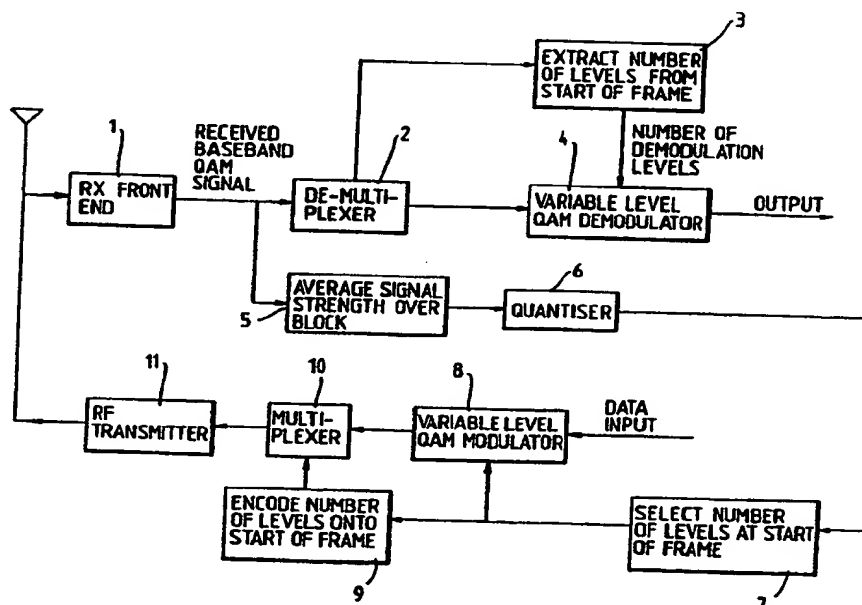 3
EXTRACT NUMBER
OF LEVELS FROM
START OF FRAME
1
RECEIVED
BASEBAND
QAM
SIGNAL
2
4
NUMBER OF
DEMODULATION
LEVELS
RX FRONT
END
DE-MULTI-
PLEXER
VARIABLE LEVEL
QAM DEMODULATOR
OUTPUT
6
AVERAGE SIGNAL
STRENGTH OVER
BLOCK
5
QUANTISER
11
10
8
RF
TRANSMITTER
MULTI-
PLEXER
VARIABLE LEVEL
QAM MODULATOR
DATA
INPUT
ENCODE NUMBER
OF LEVELS ONTO
START OF FRAME
SELECT NUMBER
OF LEVELS AT START
OF FRAME
9
7